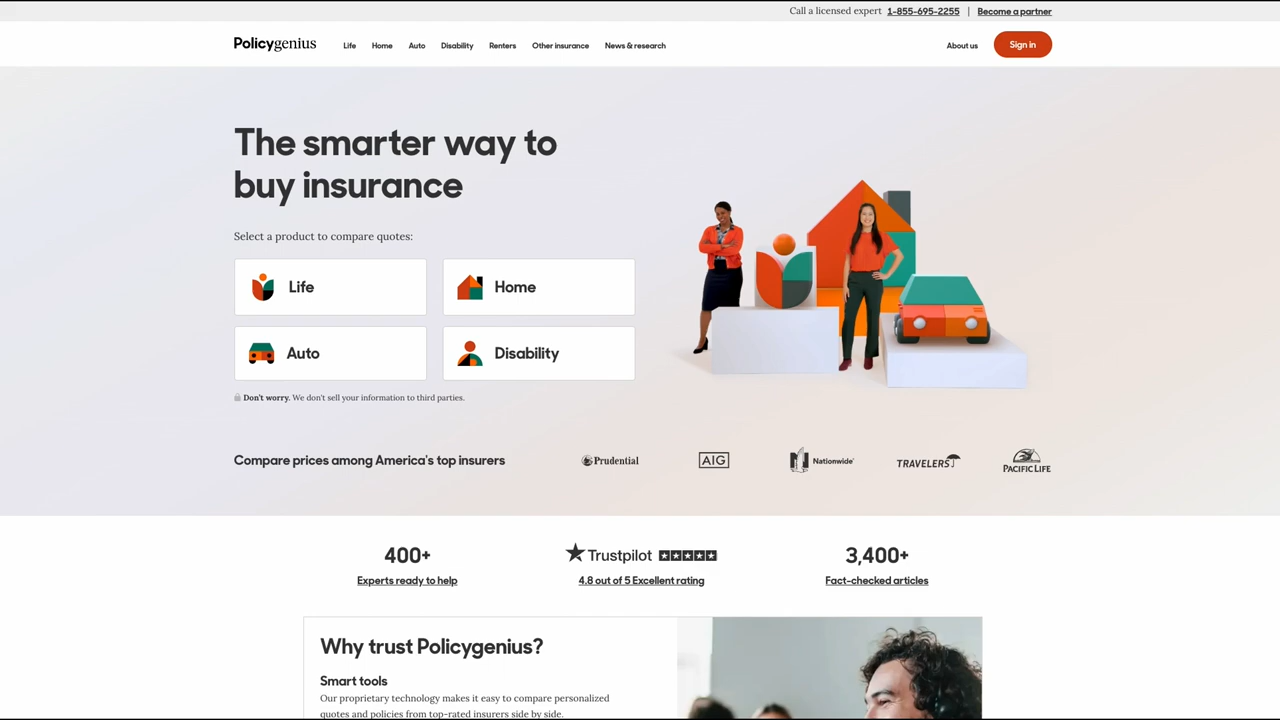 Call a licensed expert 1-855-695-2255 | Become a partner
Policygenius Life Home Auto Disability Renters Other insurance News & research About us Sign in
The smarter way to
buy insurance
Select a product to compare quotes:
Life Home
Auto Disability
Don't worry. We don't sell your information to third parties.
Compare prices among America's top insurers Prudential AIG Nationwide TRAVELERS PACIFIC LIFE
400+ Trustpilot 3,400+
Experts ready to help 4.8 out of 5 Excellent rating Fact-checked articles
Why trust Policygenius?
Smart tools
Our proprietary technology makes it easy to compare personalized
quotes and policies from top-rated insurers side by side.